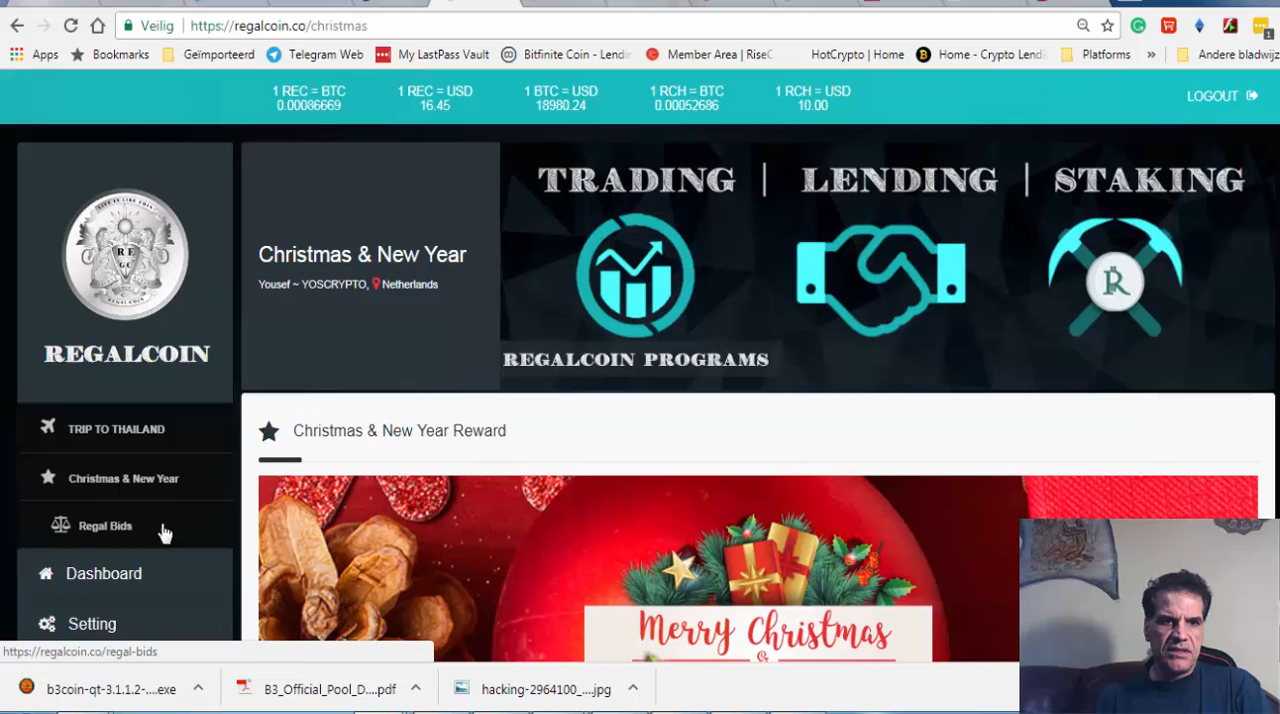 Veilig
https://regalcoin.co/christmas
Apps
Bookmarks
Geïmporteerd
Telegram Web
My LastPass Vault
Bitfinite Coin - Lendin
Member Area | RiseC
HotCrypto | Home
Home - Crypto Lendi
Platforms
»
Andere bladwijz
1
1 REC = BTC
0.00086669
1 REC = USD
16.45
1 BTC = USD
18980.24
1 RCH = BTC
0.00052686
1 RCH = USD
10.00
LOGOUT
REGALCOIN
Christmas & New Year
Yousef ~ YOSCRYPTO, Netherlands
TRADING | LENDING | STAKING
REGALCOIN PROGRAMS
TRIP TO THAILAND
Christmas & New Year
Regal Bids
Dashboard
Setting
Christmas & New Year Reward
Merry Christmas
&
https://regalcoin.co/regal-bids
b3coin-qt-3.1.1.2-....exe
B3_Official_Pool_D....pdf
hacking-2964100_....jpg